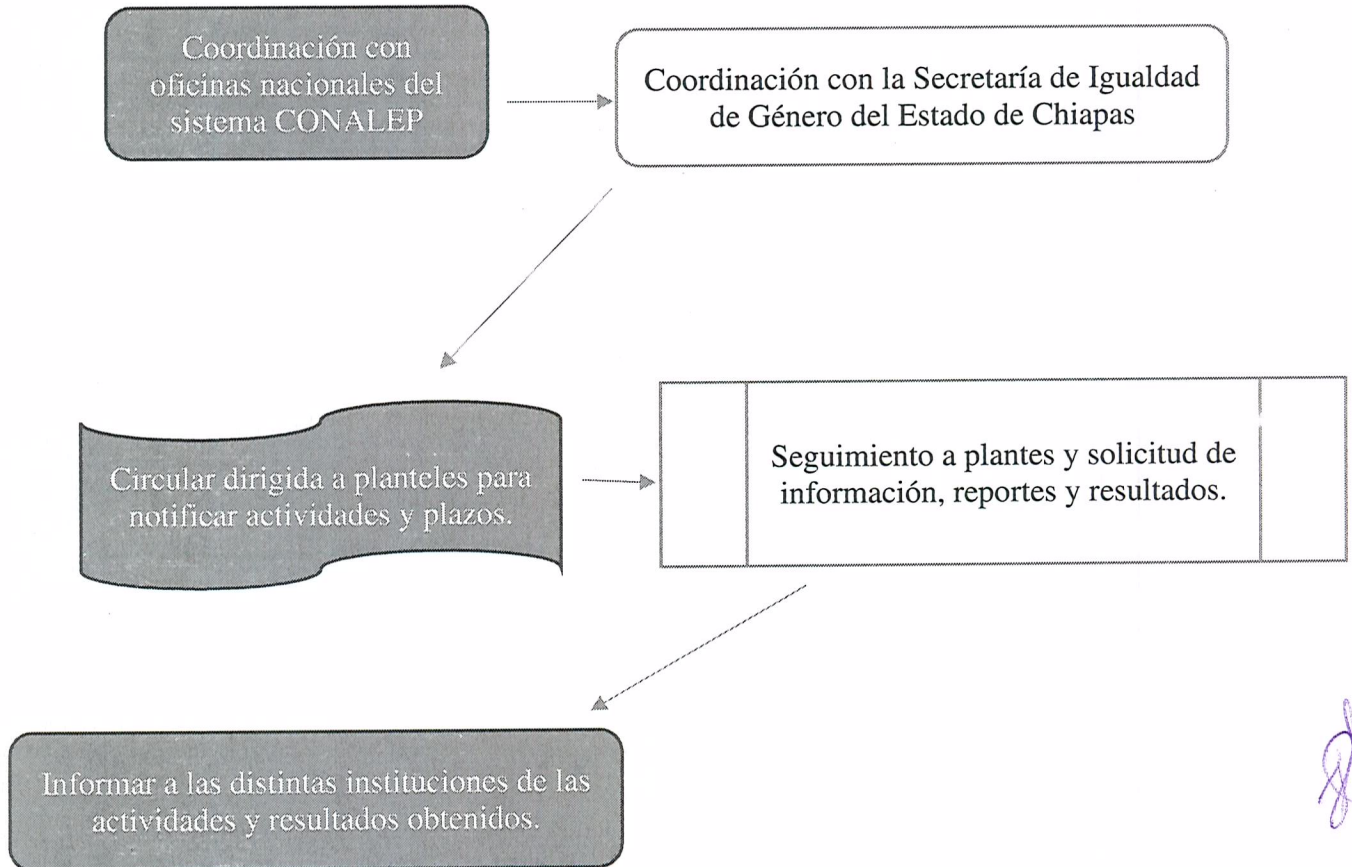 Coordinación con
oficinas nacionales del
sistema CONALEP
Coordinación con la Secretaría de Igualdad
de Género del Estado de Chiapas
Circular dirigida a planteles para
notificar actividades y plazos.
Seguimiento a plantes y solicitud de
información, reportes y resultados.
Informar a las distintas instituciones de las
actividades y resultados obtenidos.